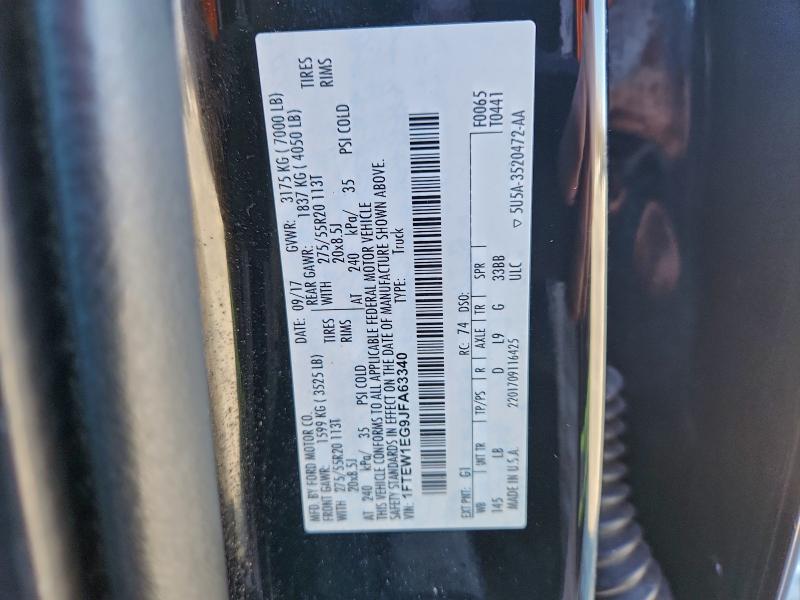 MFD. BY FORD MOTOR CO. DATE: 09/17 GVWR: 3175 KG ( 7000 LB)
FRONT GAWR: 1599 KG ( 3525 LB) REAR GAWR: 1837 KG ( 4050 LB)
WITH 275/55R20 113T TIRES WITH 275/55R20 113T TIRES
20x8.5J RIMS 20x8.5J RIMS
AT 240 kPa/ 35 PSI COLD AT 240 kPa/ 35 PSI COLD
THIS VEHICLE CONFORMS TO ALL APPLICABLE FEDERAL MOTOR VEHICLE
SAFETY STANDARDS IN EFFECT ON THE DATE OF MANUFACTURE SHOWN ABOVE.
VIN: 1FTEW1EG9JFA63340 TYPE: Truck
F0065
EXT PNT: G1 RC: 74 DSO: T0441
WB INT TR TP/PS R AXLE TR SPR
145 LB D L9 G 33BB
2201709116425 ULC ▽ 5U5A-3520472-AA
MADE IN U.S.A.